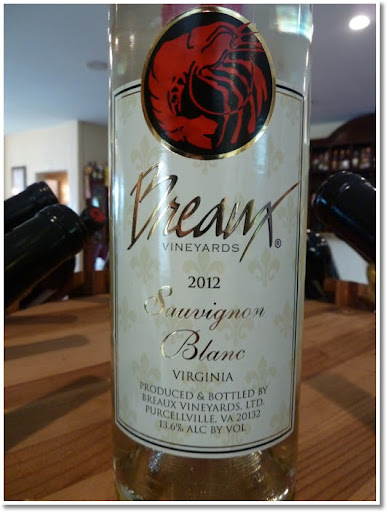 Breaux
VINEYARDS ®
2012
Sauvignon
Blanc
VIRGINIA
PRODUCED & BOTTLED BY
BREAUX VINEYARDS, LTD.
PURCELLVILLE, VA 20132
13.6% ALC BY VOL